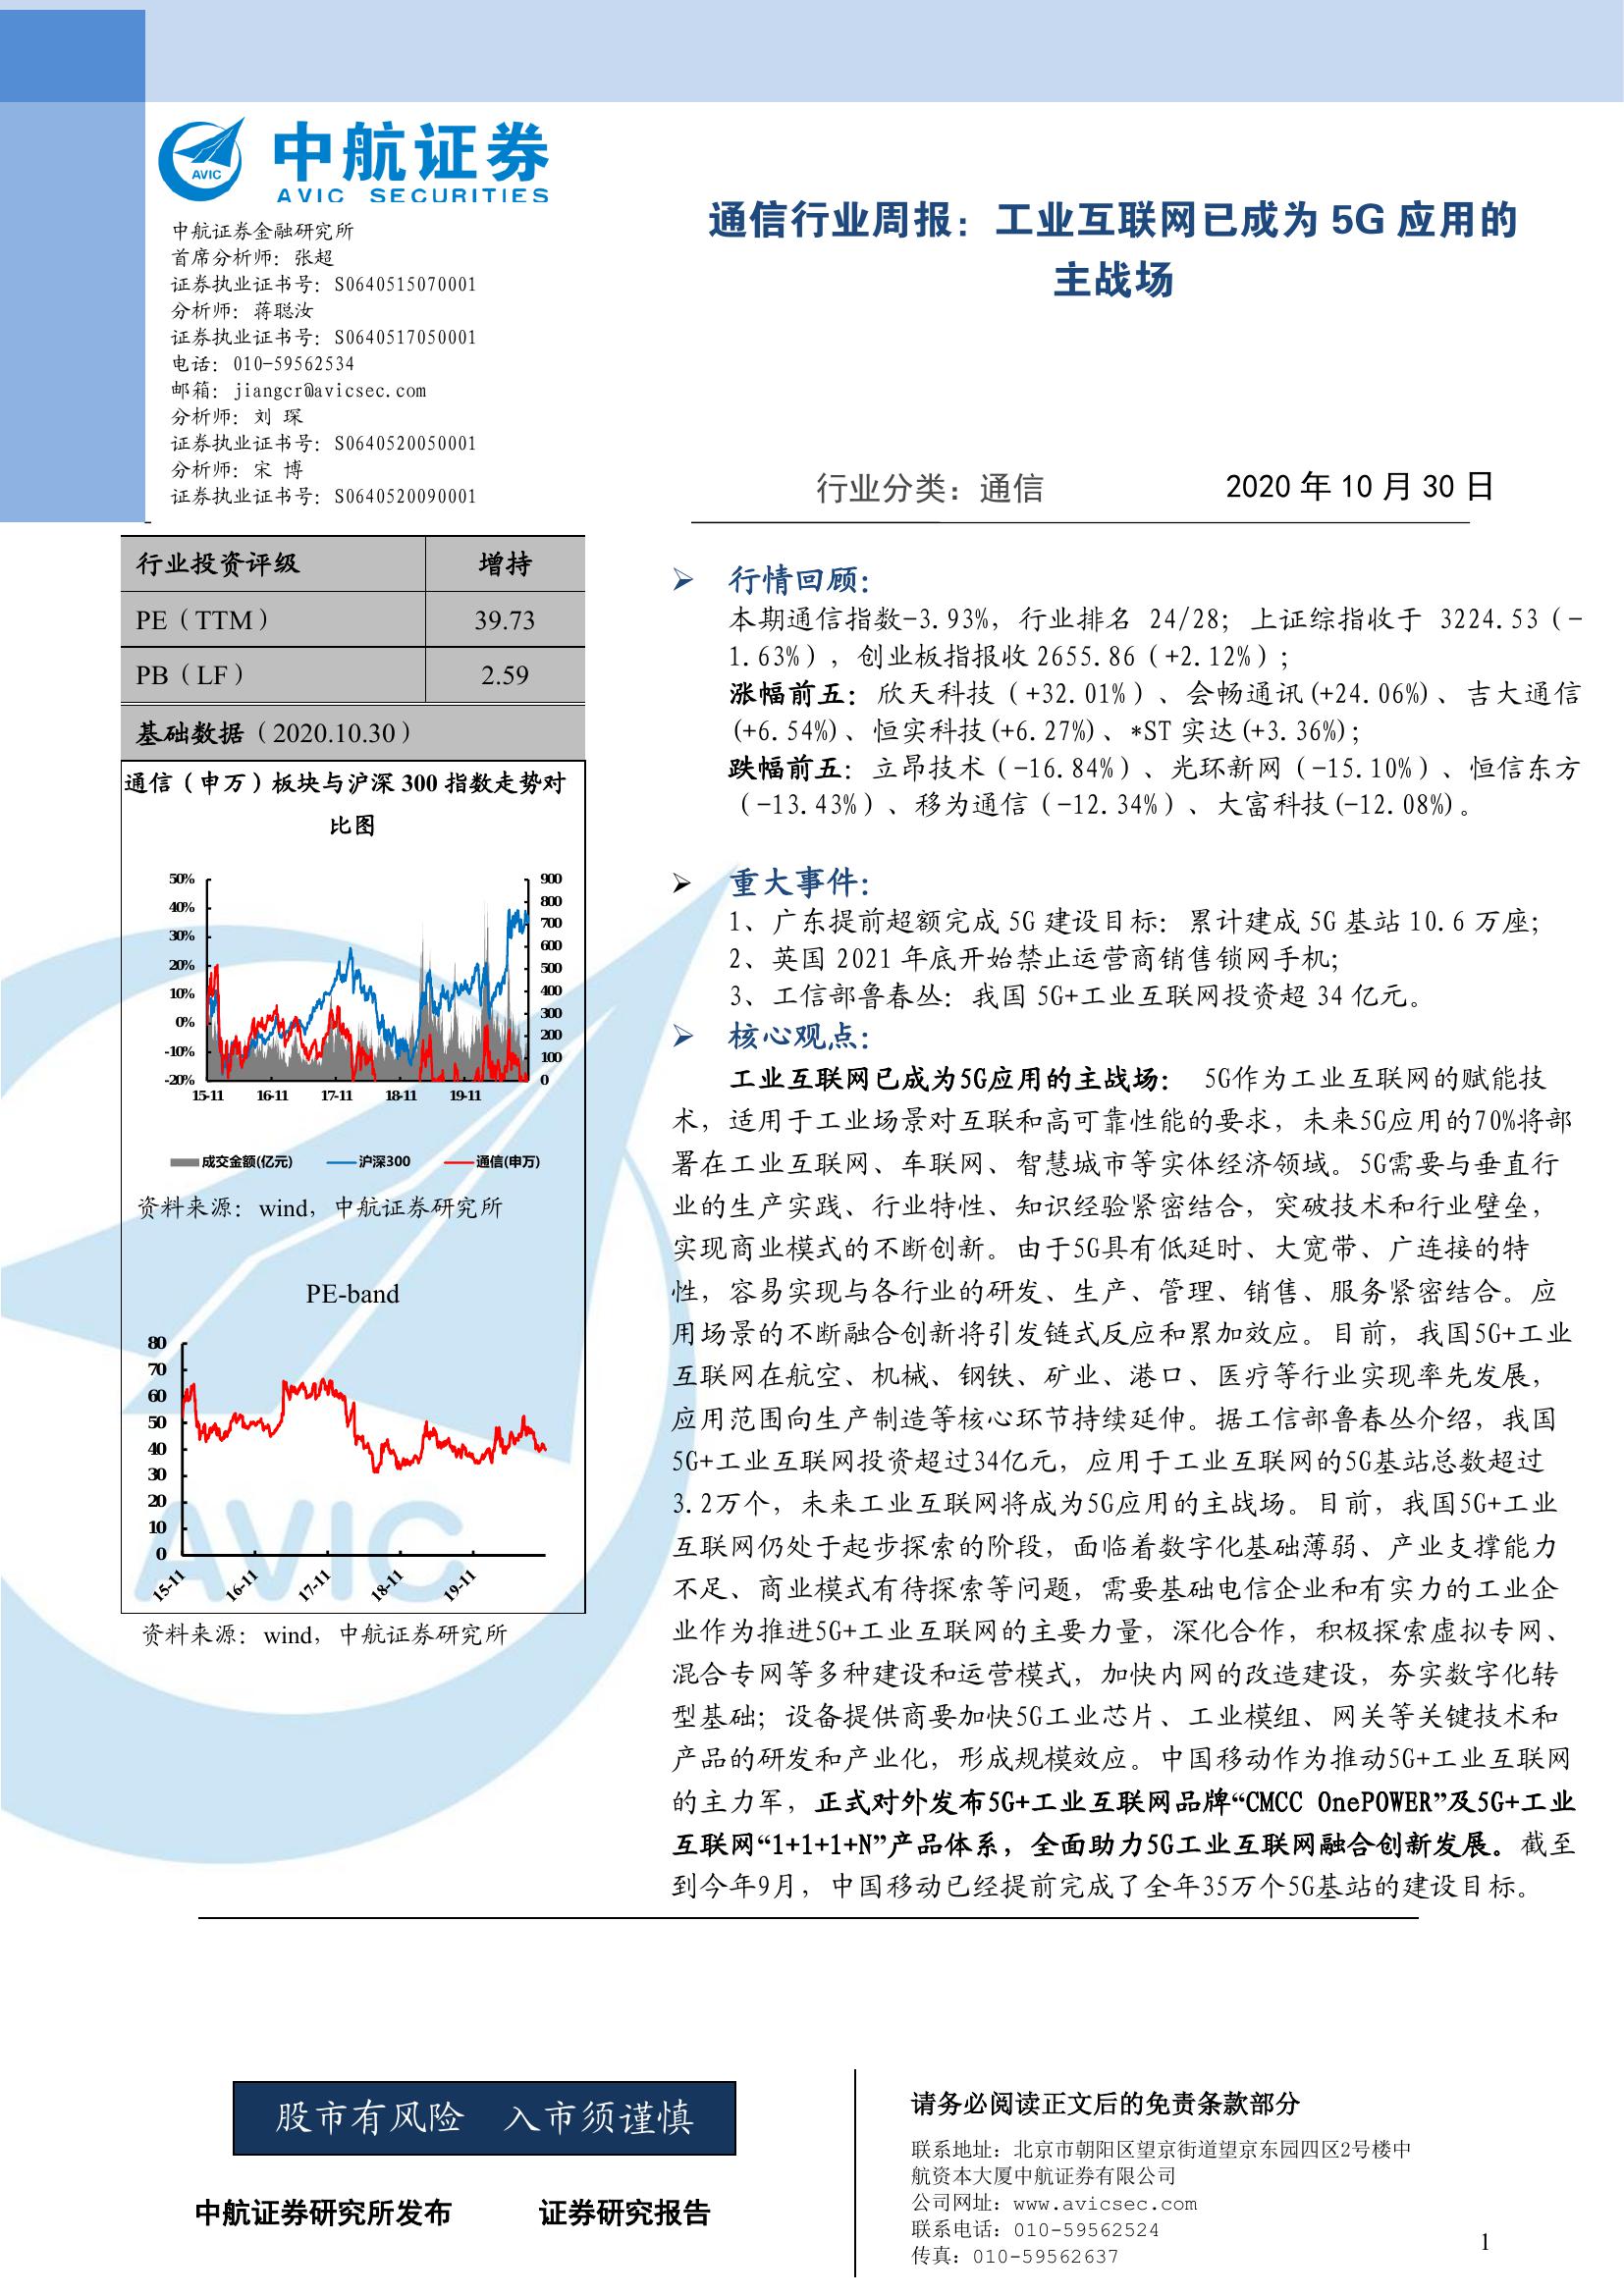 AVIC
中航证券
AVIC SECURITIES
中航证券金融研究所
首席分析师：张超
证券执业证书号：S0640515070001
分析师：蒋聪汝
证券执业证书号：S0640517050001
电话：010-59562534
邮箱：jiangcr@avicsec.com
分析师：刘 琛
证券执业证书号：S0640520050001
分析师：宋 博
证券执业证书号：S0640520090001
通信行业周报：工业互联网已成为 5G 应用的
主战场
行业分类：通信 2020 年 10 月 30 日
行业投资评级 增持
PE（TTM） 39.73
PB（LF） 2.59
基础数据（2020.10.30）
通信（申万）板块与沪深 300 指数走势对
比图
50%
40%
30%
20%
10%
0%
-10%
-20%
900
800
700
600
500
400
300
200
100
0
15-11 16-11 17-11 18-11 19-11
成交金额(亿元) 沪深300 通信(申万)
资料来源：wind，中航证券研究所
PE-band
80
70
60
50
40
30
20
10
0
15-11 16-11 17-11 18-11 19-11
资料来源：wind，中航证券研究所
AVIC
➢ 行情回顾：
本期通信指数-3.93%，行业排名 24/28；上证综指收于 3224.53（-
1.63%），创业板指报收 2655.86（+2.12%）；
涨幅前五：欣天科技（+32.01%）、会畅通讯(+24.06%)、吉大通信
(+6.54%)、恒实科技(+6.27%)、*ST 实达(+3.36%)；
跌幅前五：立昂技术（-16.84%）、光环新网（-15.10%）、恒信东方
（-13.43%）、移为通信（-12.34%）、大富科技(-12.08%)。
➢ 重大事件：
1、广东提前超额完成 5G 建设目标：累计建成 5G 基站 10.6 万座；
2、英国 2021 年底开始禁止运营商销售锁网手机；
3、工信部鲁春丛：我国 5G+工业互联网投资超 34 亿元。
➢ 核心观点：
工业互联网已成为5G应用的主战场： 5G作为工业互联网的赋能技
术，适用于工业场景对互联和高可靠性能的要求，未来5G应用的70%将部
署在工业互联网、车联网、智慧城市等实体经济领域。5G需要与垂直行
业的生产实践、行业特性、知识经验紧密结合，突破技术和行业壁垒，
实现商业模式的不断创新。由于5G具有低延时、大宽带、广连接的特
性，容易实现与各行业的研发、生产、管理、销售、服务紧密结合。应
用场景的不断融合创新将引发链式反应和累加效应。目前，我国5G+工业
互联网在航空、机械、钢铁、矿业、港口、医疗等行业实现率先发展，
应用范围向生产制造等核心环节持续延伸。据工信部鲁春丛介绍，我国
5G+工业互联网投资超过34亿元，应用于工业互联网的5G基站总数超过
3.2万个，未来工业互联网将成为5G应用的主战场。目前，我国5G+工业
互联网仍处于起步探索的阶段，面临着数字化基础薄弱、产业支撑能力
不足、商业模式有待探索等问题，需要基础电信企业和有实力的工业企
业作为推进5G+工业互联网的主要力量，深化合作，积极探索虚拟专网、
混合专网等多种建设和运营模式，加快内网的改造建设，夯实数字化转
型基础；设备提供商要加快5G工业芯片、工业模组、网关等关键技术和
产品的研发和产业化，形成规模效应。中国移动作为推动5G+工业互联网
的主力军，正式对外发布5G+工业互联网品牌“CMCC OnePOWER”及5G+工业
互联网“1+1+1+N”产品体系，全面助力5G工业互联网融合创新发展。截至
到今年9月，中国移动已经提前完成了全年35万个5G基站的建设目标。
股市有风险 入市须谨慎
中航证券研究所发布 证券研究报告
请务必阅读正文后的免责条款部分
联系地址：北京市朝阳区望京街道望京东园四区2号楼中
航资本大厦中航证券有限公司
公司网址：www.avicsec.com
联系电话：010-59562524
传真：010-59562637
1